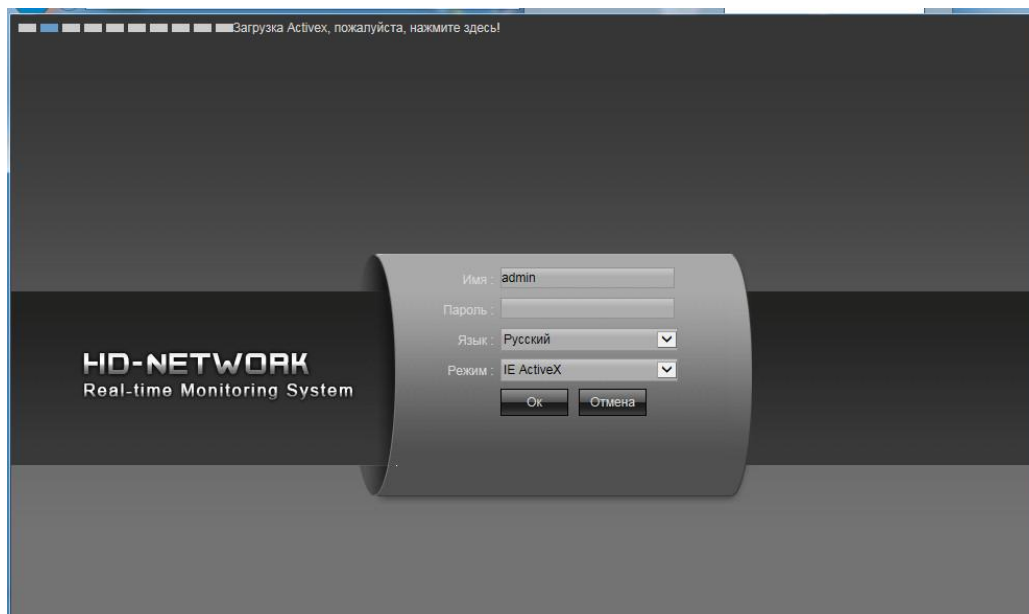 Загрузка Activex, пожалуйста, нажмите здесь!
Имя : admin
Пароль :
Язык : Русский
Режим : IE ActiveX
Ок Отмена
HD-NETWORK
Real-time Monitoring System